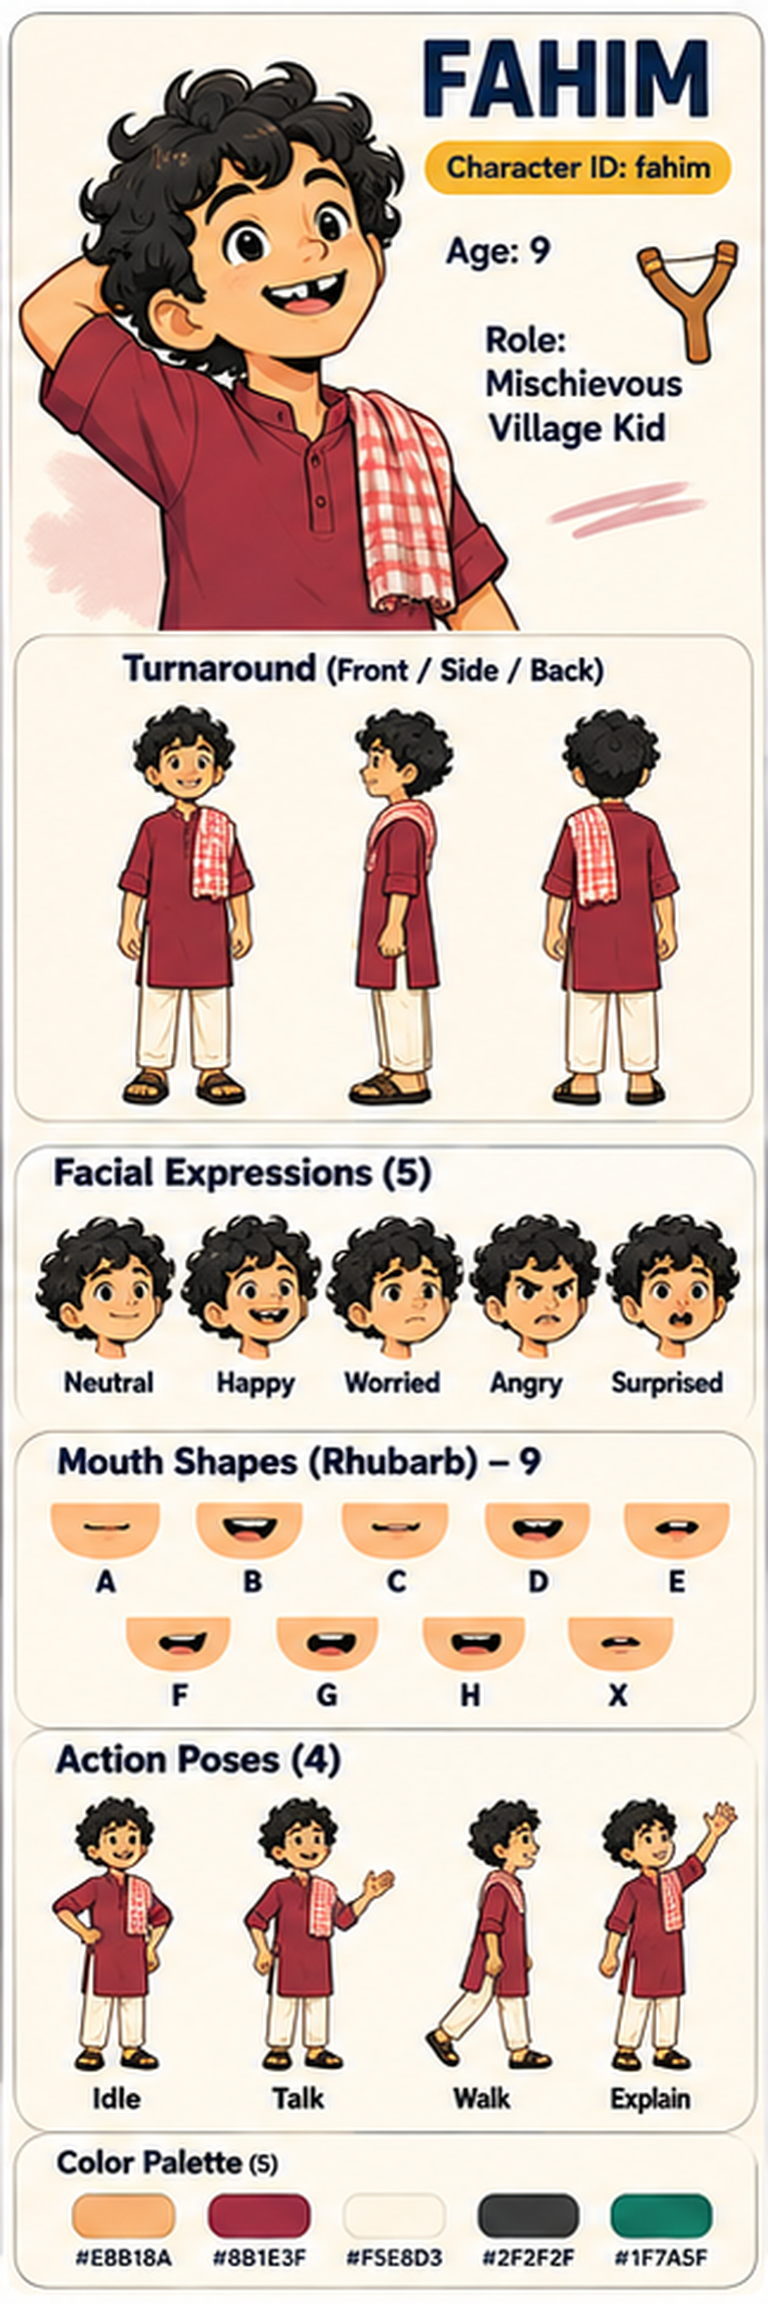 FAHIM
Character ID: fahim
Age: 9
Role:
Mischievous
Village Kid
Turnaround (Front / Side / Back)
Facial Expressions (5)
Neutral Happy Worried Angry Surprised
Mouth Shapes (Rhubarb) – 9
A B C D E
F G H X
Action Poses (4)
Idle Talk Walk Explain
Color Palette (5)
#E8B18A #8B1E3F #F5E8D3 #2F2F2F #1F7A5F